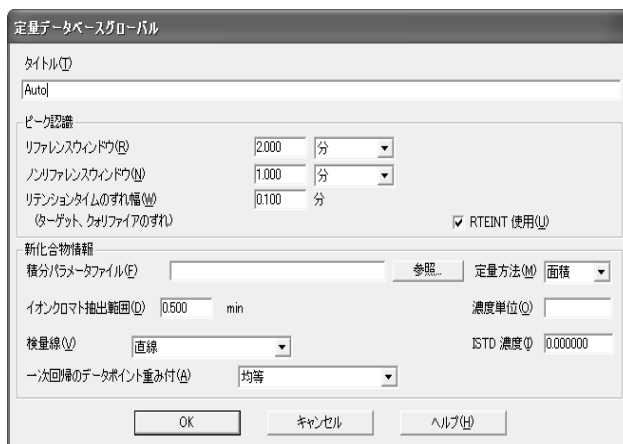 定量データベースグローバル
タイトル(T)
Auto
ピーク認識
リファレンスウィンドウ(R) 2.000 分
ノンリファレンスウィンドウ(N) 1.000 分
リテンションタイムのずれ幅(W) 0.100 分
(ターゲット、クォリファイアのずれ) RTEINT 使用(U)
新化合物情報
積分パラメータファイル(F) 参照... 定量方法(M) 面積
イオンクロマト抽出範囲(D) 0.500 min 濃度単位(O)
検量線(V) 直線 ISTD 濃度(I) 0.000000
一次回帰のデータポイント重み付(A) 均等
OK キャンセル ヘルプ(H)